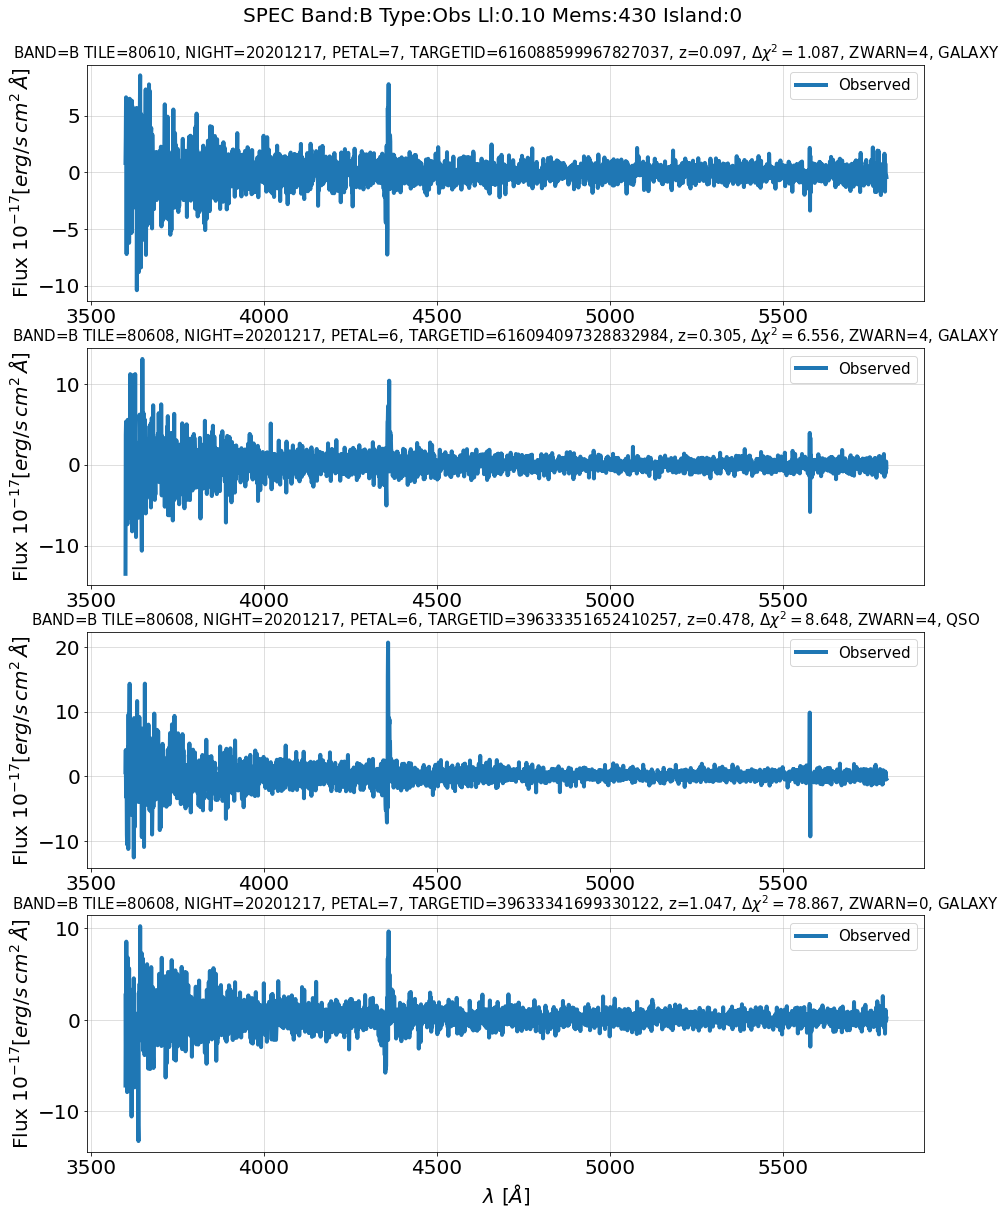 SPEC Band:B Type:Obs Ll:0.10 Mems:430 Island:0
BAND=B TILE=80610, NIGHT=20201217, PETAL=7, TARGETID=616088599967827037, z=0.097, Δχ² = 1.087, ZWARN=4, GALAXY
Observed
Flux 10⁻¹⁷[erg/s cm² Å]
5
0
−5
−10
3500 4000 4500 5000 5500
BAND=B TILE=80608, NIGHT=20201217, PETAL=6, TARGETID=616094097328832984, z=0.305, Δχ² = 6.556, ZWARN=4, GALAXY
Observed
Flux 10⁻¹⁷[erg/s cm² Å]
10
0
−10
3500 4000 4500 5000 5500
BAND=B TILE=80608, NIGHT=20201217, PETAL=6, TARGETID=39633351652410257, z=0.478, Δχ² = 8.648, ZWARN=4, QSO
Observed
Flux 10⁻¹⁷[erg/s cm² Å]
20
10
0
−10
3500 4000 4500 5000 5500
BAND=B TILE=80608, NIGHT=20201217, PETAL=7, TARGETID=39633341699330122, z=1.047, Δχ² = 78.867, ZWARN=0, GALAXY
Observed
Flux 10⁻¹⁷[erg/s cm² Å]
10
0
−10
3500 4000 4500 5000 5500
λ [Å]